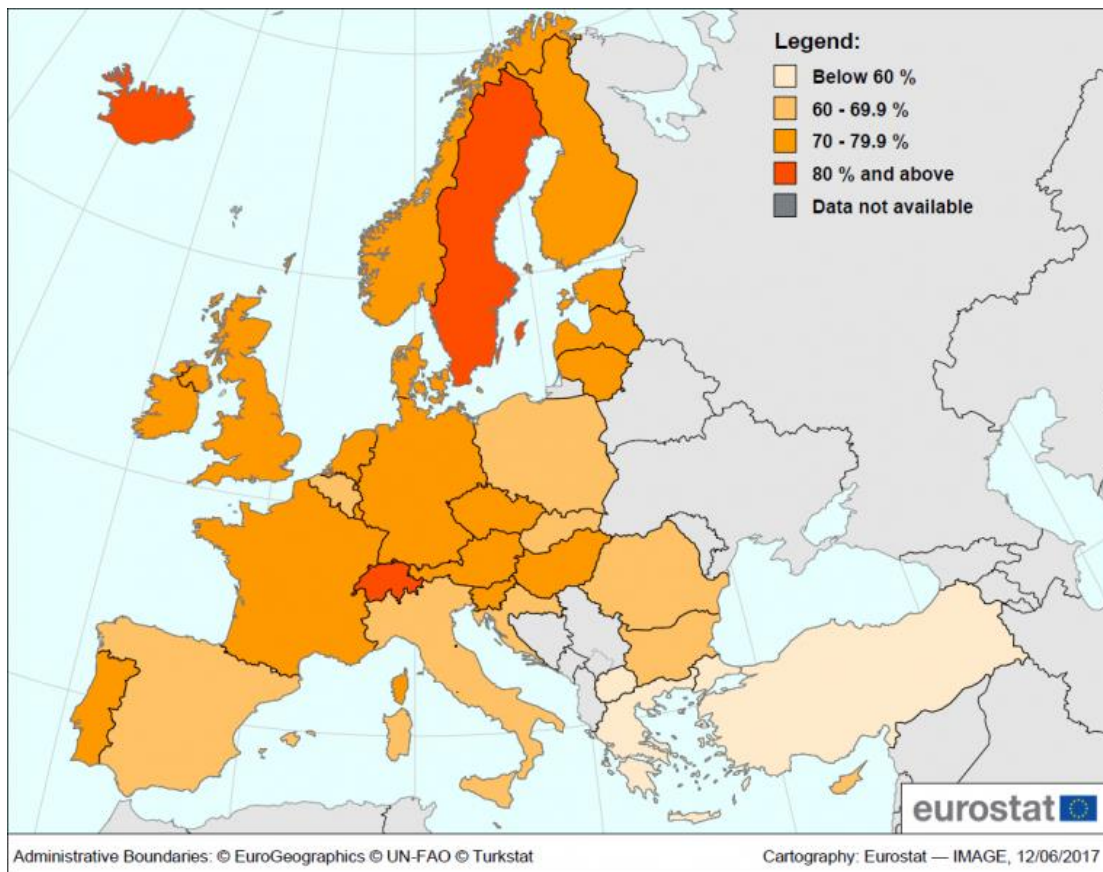 Legend:
Below 60 %
60 - 69.9 %
70 - 79.9 %
80 % and above
Data not available
eurostat
Administrative Boundaries: © EuroGeographics © UN-FAO © Turkstat
Cartography: Eurostat — IMAGE, 12/06/2017